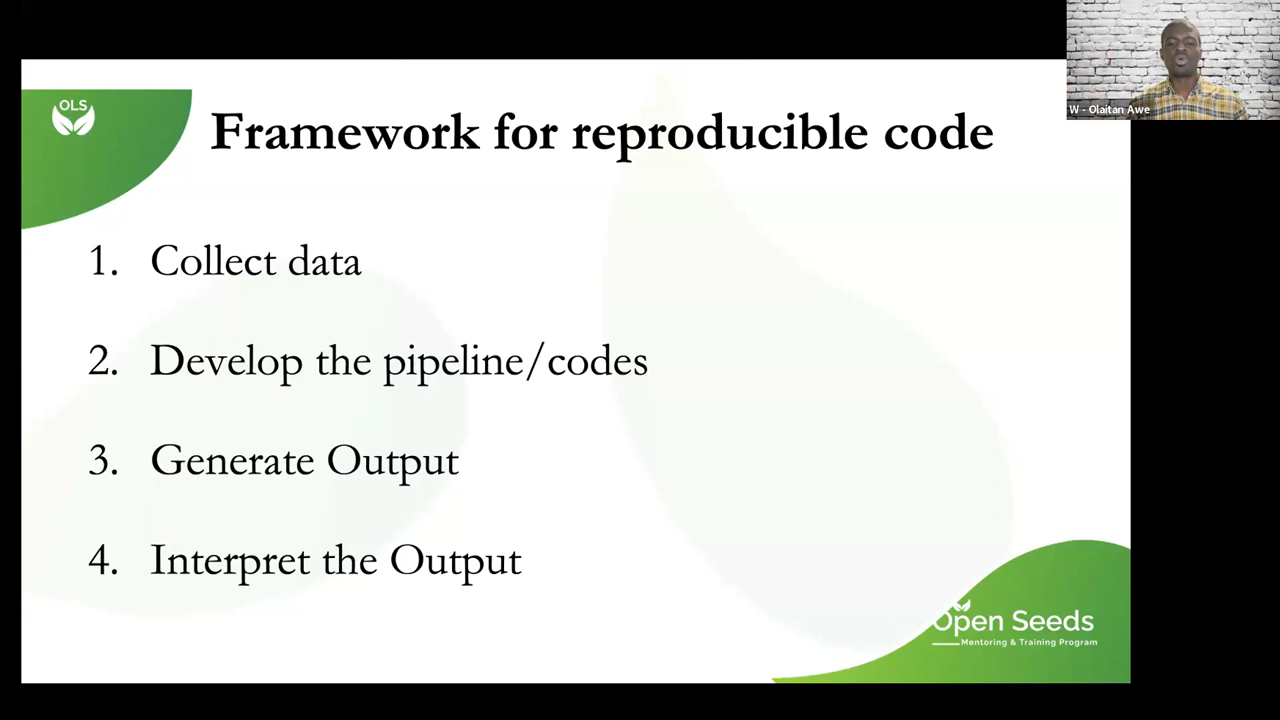 W - Olaitan Awe
OLS
Framework for reproducible code
1. Collect data
2. Develop the pipeline/codes
3. Generate Output
4. Interpret the Output
Open Seeds
Mentoring & Training Program